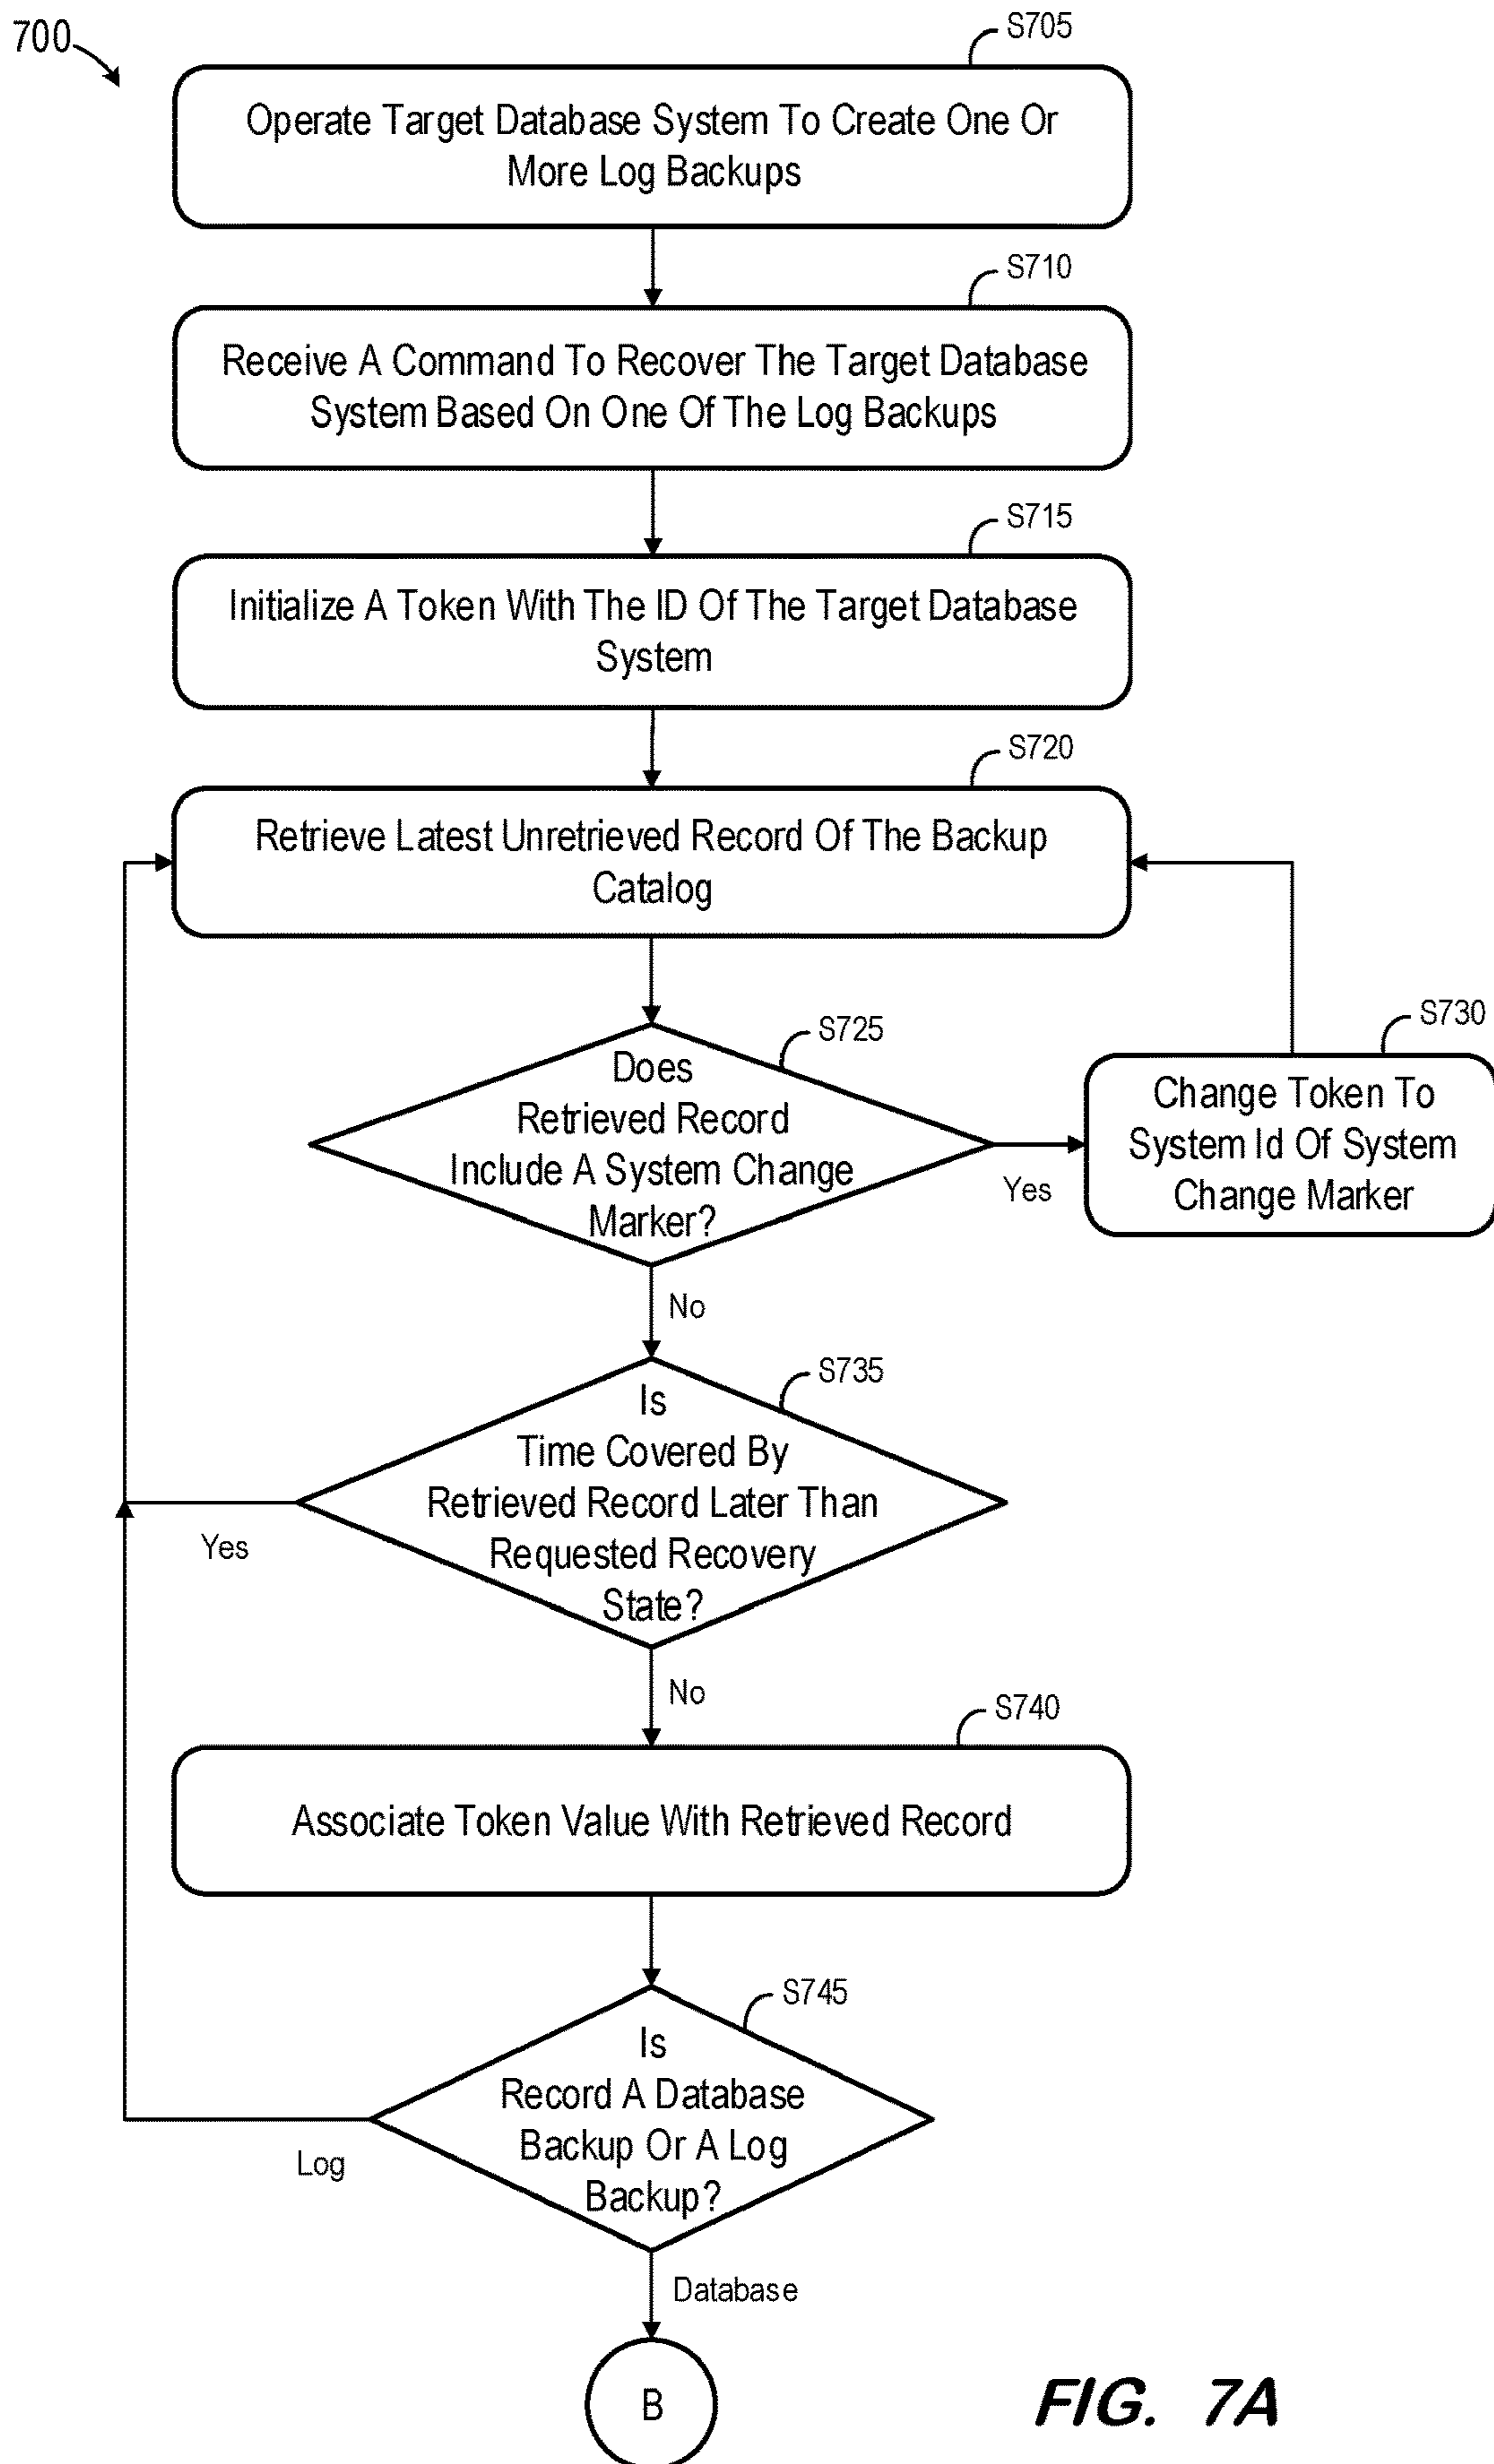 700
S705
Operate Target Database System To Create One Or
More Log Backups
S710
Receive A Command To Recover The Target Database
System Based On One Of The Log Backups
S715
Initialize A Token With The ID Of The Target Database
System
S720
Retrieve Latest Unretrieved Record Of The Backup
Catalog
S725
Does
Retrieved Record
Include A System Change
Marker?
Yes
S730
Change Token To
System Id Of System
Change Marker
No
S735
Is
Time Covered By
Retrieved Record Later Than
Requested Recovery
State?
Yes
No
S740
Associate Token Value With Retrieved Record
S745
Is
Record A Database
Backup Or A Log
Backup?
Log
Database
B
FIG. 7A